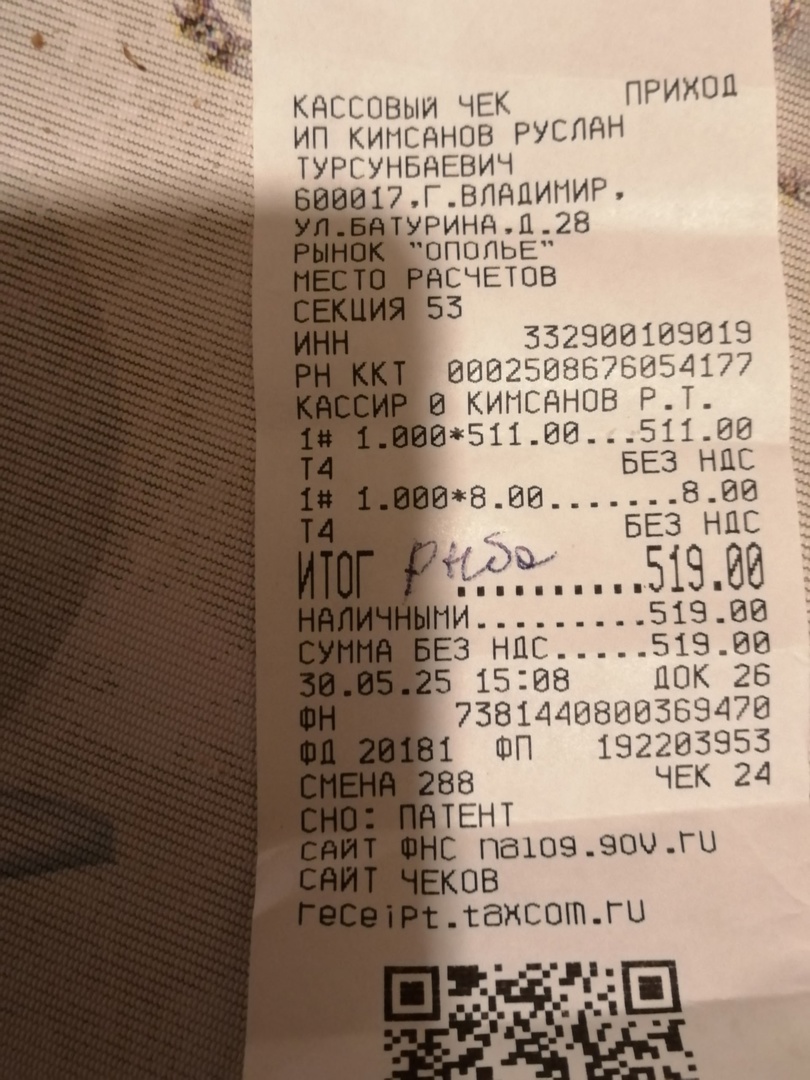 КАССОВЫЙ ЧЕК ПРИХОД
ИП КИМСАНОВ РУСЛАН
ТУРСУНБАЕВИЧ
600017,Г.ВЛАДИМИР,
УЛ.БАТУРИНА,Д.28
РЫНОК "ОПОЛЬЕ"
МЕСТО РАСЧЕТОВ
СЕКЦИЯ 53
ИНН 332900109019
РН ККТ 0002508676054177
КАССИР 0 КИМСАНОВ Р.Т.
1# 1.000*511.00...511.00
Т4 БЕЗ НДС
1# 1.000*8.00.......8.00
Т4 БЕЗ НДС
ИТОГ рыба ..........519.00
НАЛИЧНЫМИ.........519.00
СУММА БЕЗ НДС.....519.00
30.05.25 15:08 ДОК 26
ФН 7381440800369470
ФД 20181 ФП 192203953
СМЕНА 288 ЧЕК 24
СНО: ПАТЕНТ
САЙТ ФНС nalog.gov.ru
САЙТ ЧЕКОВ
receipt.taxcom.ru